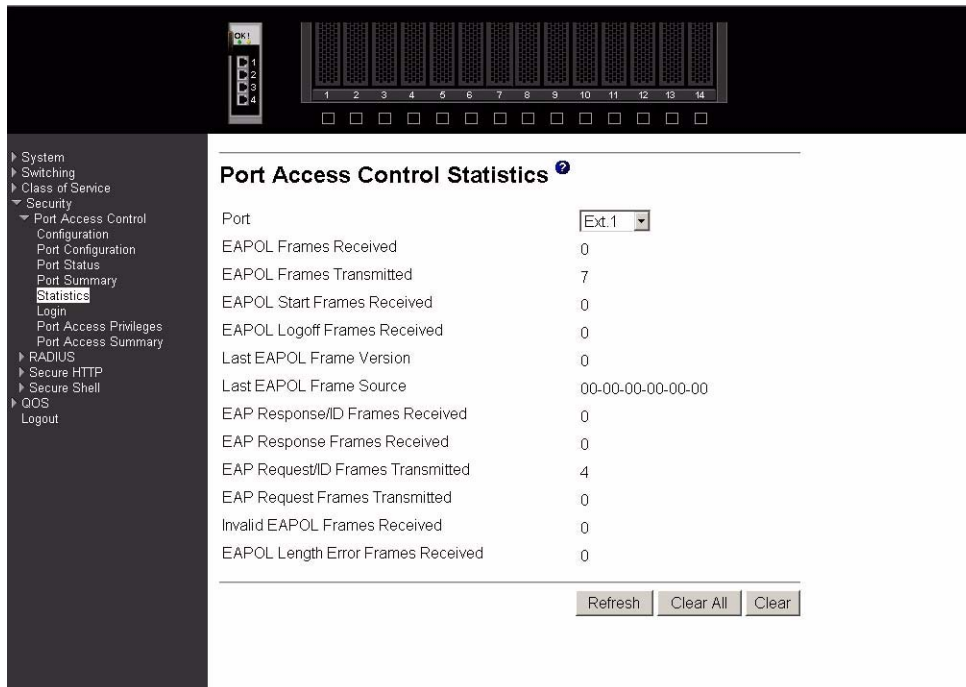 OK!
1
2
3
4
1 2 3 4 5 6 7 8 9 10 11 12 13 14
System
Switching
Class of Service
Security
Port Access Control
Configuration
Port Configuration
Port Status
Port Summary
Statistics
Login
Port Access Privileges
Port Access Summary
RADIUS
Secure HTTP
Secure Shell
QOS
Logout
Port Access Control Statistics ?
Port Ext.1
EAPOL Frames Received 0
EAPOL Frames Transmitted 7
EAPOL Start Frames Received 0
EAPOL Logoff Frames Received 0
Last EAPOL Frame Version 0
Last EAPOL Frame Source 00-00-00-00-00-00
EAP Response/ID Frames Received 0
EAP Response Frames Received 0
EAP Request/ID Frames Transmitted 4
EAP Request Frames Transmitted 0
Invalid EAPOL Frames Received 0
EAPOL Length Error Frames Received 0
Refresh Clear All Clear